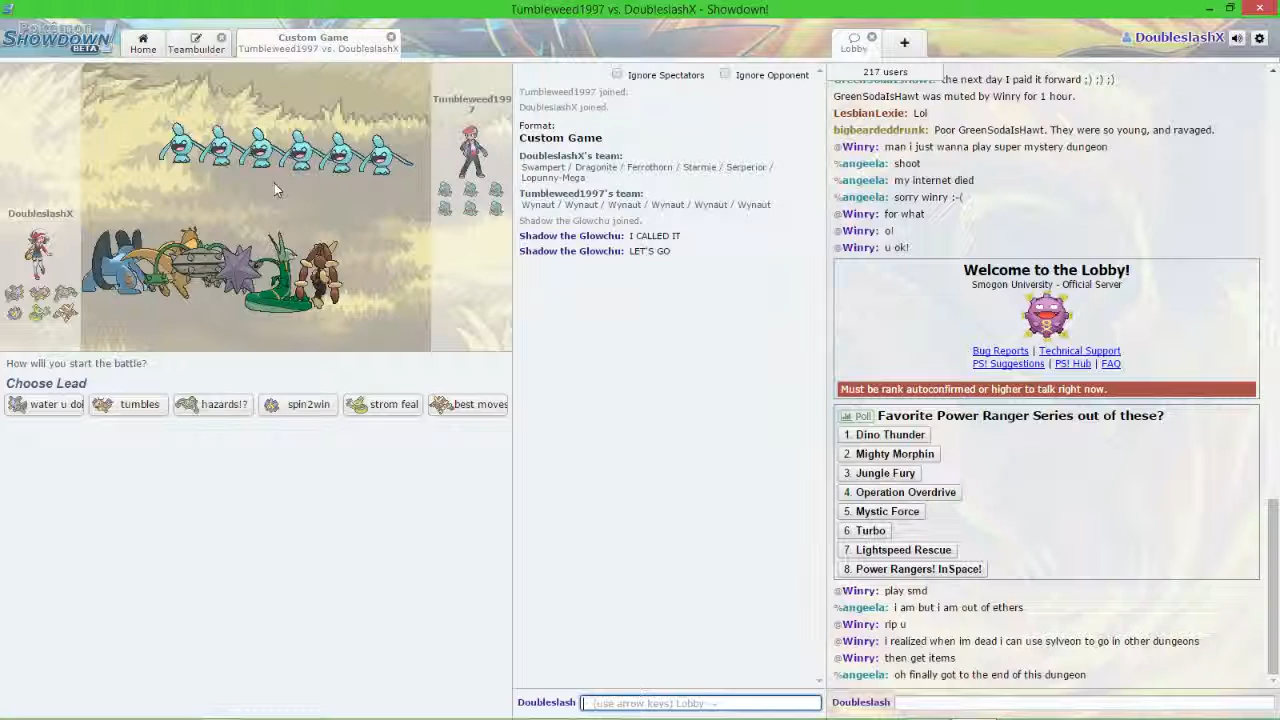 Tumbleweed1997 vs. DoubleslashX - Showdown!
Pokémon
Showdown!
BETA
Home
Teambuilder
Custom Game
Tumbleweed1997 vs. DoubleslashX
Lobby
DoubleslashX
Tumbleweed199
7
DoubleslashX
How will you start the battle?
Choose Lead
water u doi
tumbles
hazards!?
spin2win
strom feal
best moves
Ignore Spectators
Ignore Opponent
Tumbleweed1997 joined.
DoubleslashX joined.
Format:
Custom Game
DoubleslashX's team:
Swampert / Dragonite / Ferrothorn / Starmie / Serperior /
Lopunny-Mega
Tumbleweed1997's team:
Wynaut / Wynaut / Wynaut / Wynaut / Wynaut / Wynaut
Shadow the Glowchu joined.
Shadow the Glowchu: I CALLED IT
Shadow the Glowchu: LET'S GO
Doubleslash
(use arrow keys) Lobby →
217 users
GreenSodaIsHawt: the next day I paid it forward ;) ;) ;)
GreenSodaIsHawt was muted by Winry for 1 hour.
LesbianLexie: Lol
bigbeardeddrunk: Poor GreenSodaIsHawt. They were so young, and ravaged.
@Winry: man i just wanna play super mystery dungeon
%angeela: shoot
%angeela: my internet died
%angeela: sorry winry :-(
@Winry: for what
@Winry: o!
@Winry: u ok!
Welcome to the Lobby!
Smogon University - Official Server
Bug Reports | Technical Support
PS! Suggestions | PS! Hub | FAQ
Must be rank autoconfirmed or higher to talk right now.
Poll Favorite Power Ranger Series out of these?
1. Dino Thunder
2. Mighty Morphin
3. Jungle Fury
4. Operation Overdrive
5. Mystic Force
6. Turbo
7. Lightspeed Rescue
8. Power Rangers! InSpace!
@Winry: play smd
%angeela: i am but i am out of ethers
@Winry: rip u
@Winry: i realized when im dead i can use sylveon to go in other dungeons
@Winry: then get items
%angeela: oh finally got to the end of this dungeon
Doubleslash